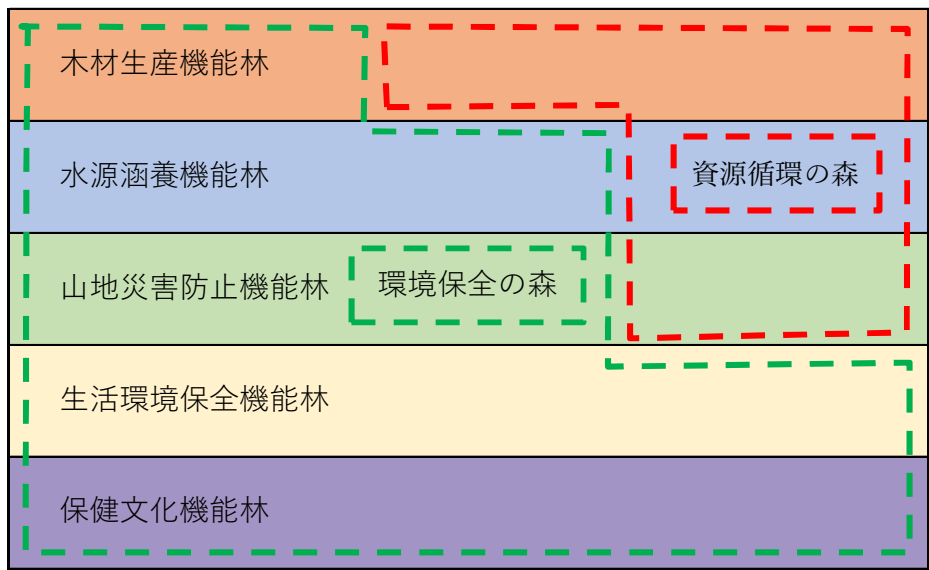 木材生産機能林
水源涵養機能林
資源循環の森
山地災害防止機能林
環境保全の森
生活環境保全機能林
保健文化機能林